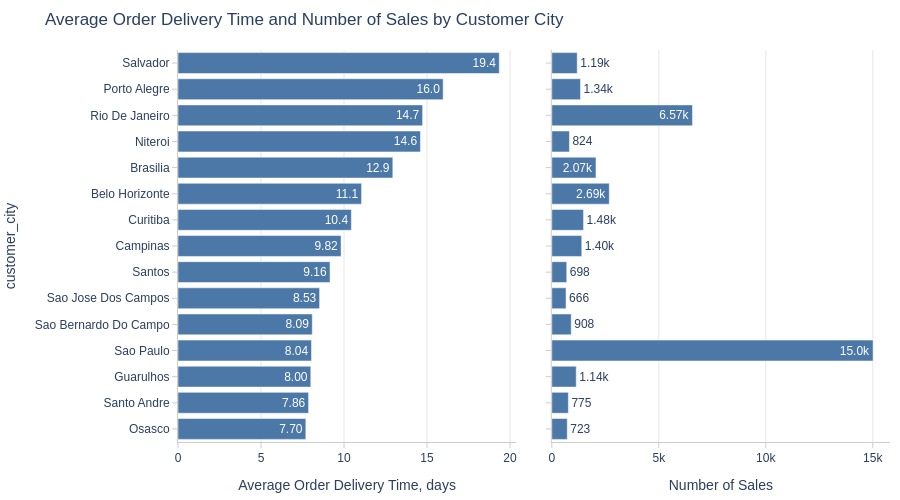 Average Order Delivery Time and Number of Sales by Customer City
customer_city
Salvador 19.4 1.19k
Porto Alegre 16.0 1.34k
Rio De Janeiro 14.7 6.57k
Niteroi 14.6 824
Brasilia 12.9 2.07k
Belo Horizonte 11.1 2.69k
Curitiba 10.4 1.48k
Campinas 9.82 1.40k
Santos 9.16 698
Sao Jose Dos Campos 8.53 666
Sao Bernardo Do Campo 8.09 908
Sao Paulo 8.04 15.0k
Guarulhos 8.00 1.14k
Santo Andre 7.86 775
Osasco 7.70 723
0 5 10 15 20 0 5k 10k 15k
Average Order Delivery Time, days Number of Sales